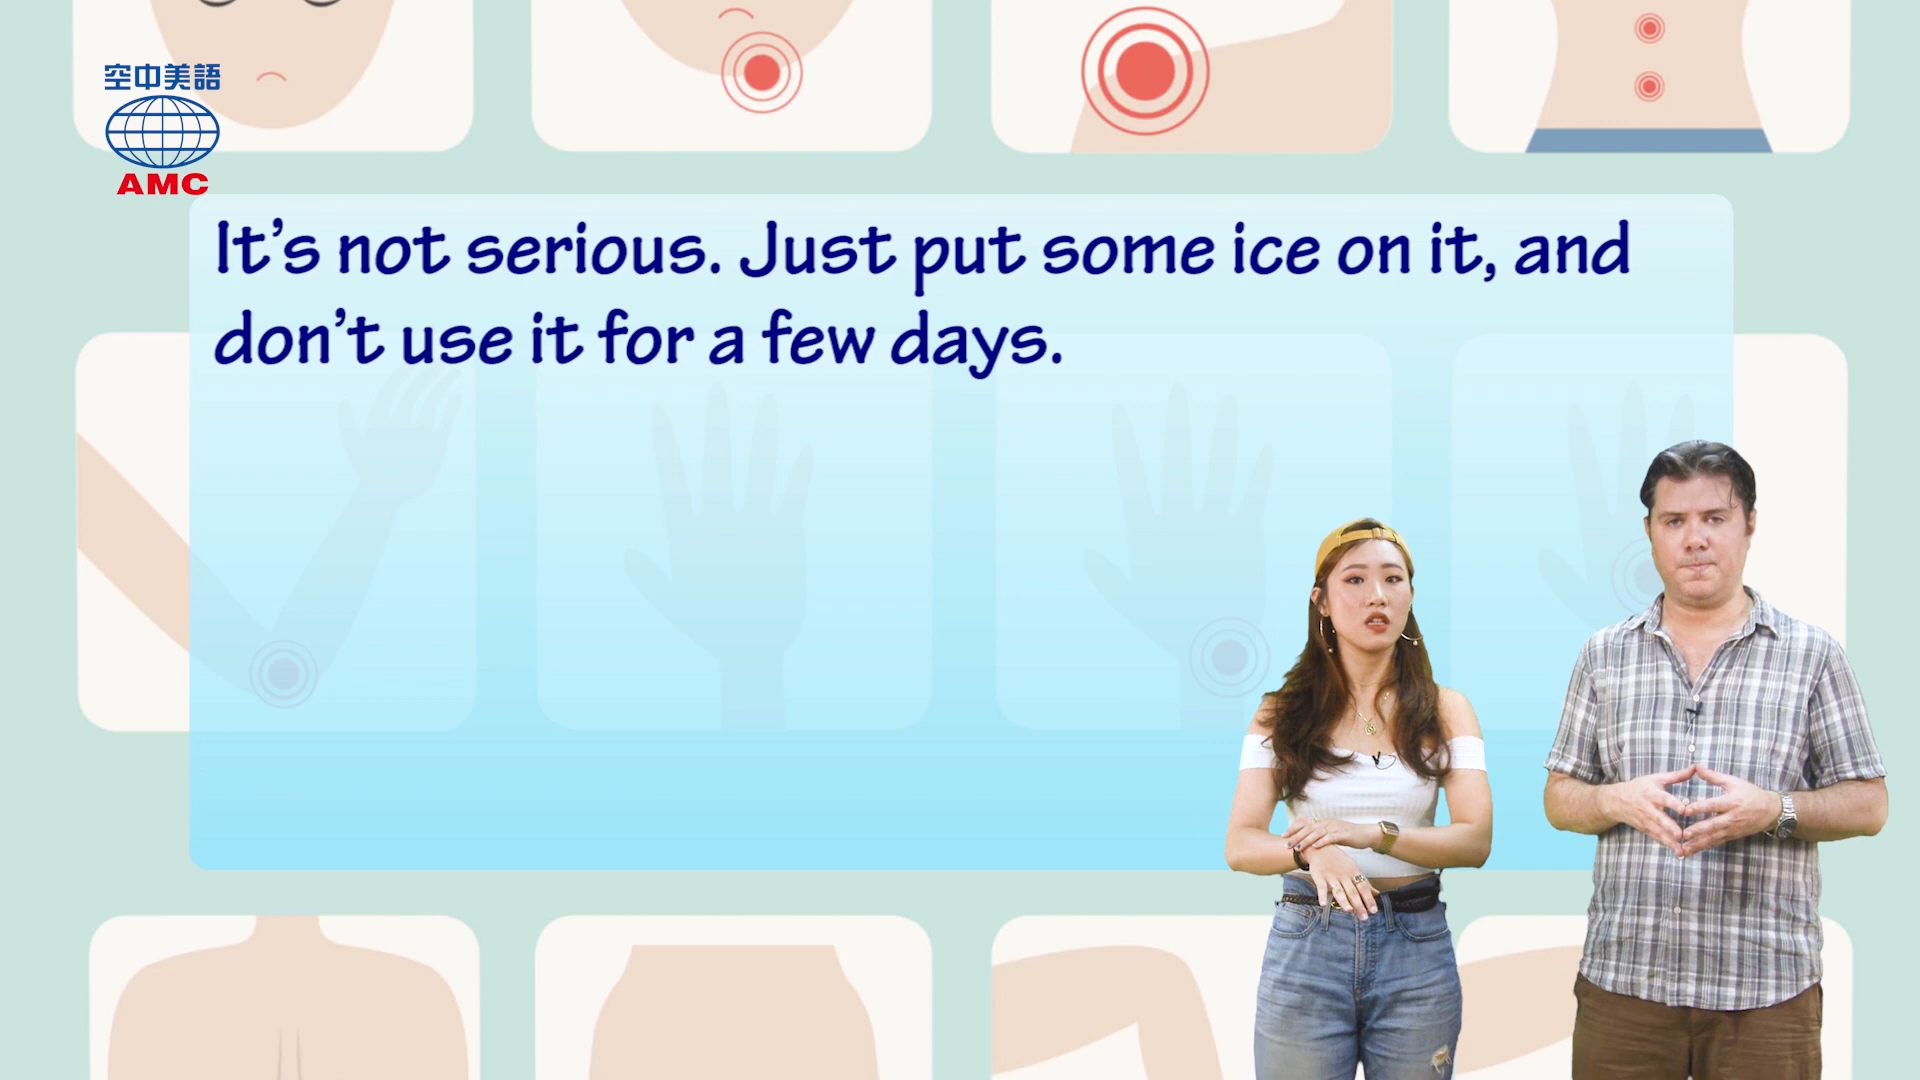 空中美語
AMC
It's not serious. Just put some ice on it, and
don't use it for a few days.